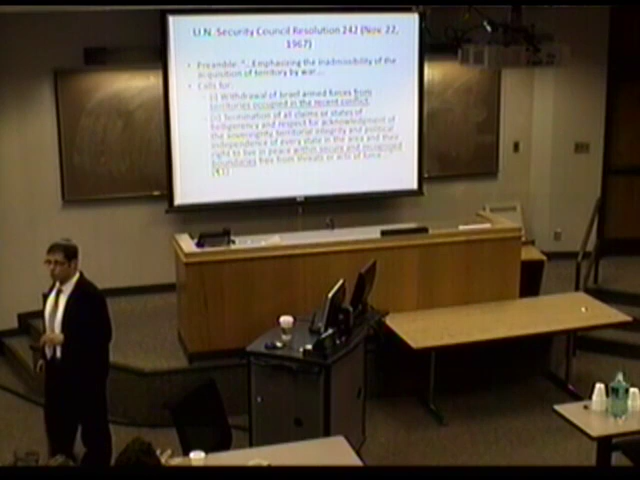 U.N. Security Council Resolution 242 (Nov. 22,
1967)
• Preamble: "... Emphasizing the inadmissibility of the
acquisition of territory by war....
• Calls for:
– (i) Withdrawal of Israel armed forces from
territories occupied in the recent conflict;
– (ii) Termination of all claims or states of
belligerency and respect for acknowledgment of
the sovereignty, territorial integrity and political
independence of every state in the area and their
right to live in peace within secure and recognized
boundaries free from threats or acts of force
(¶1)